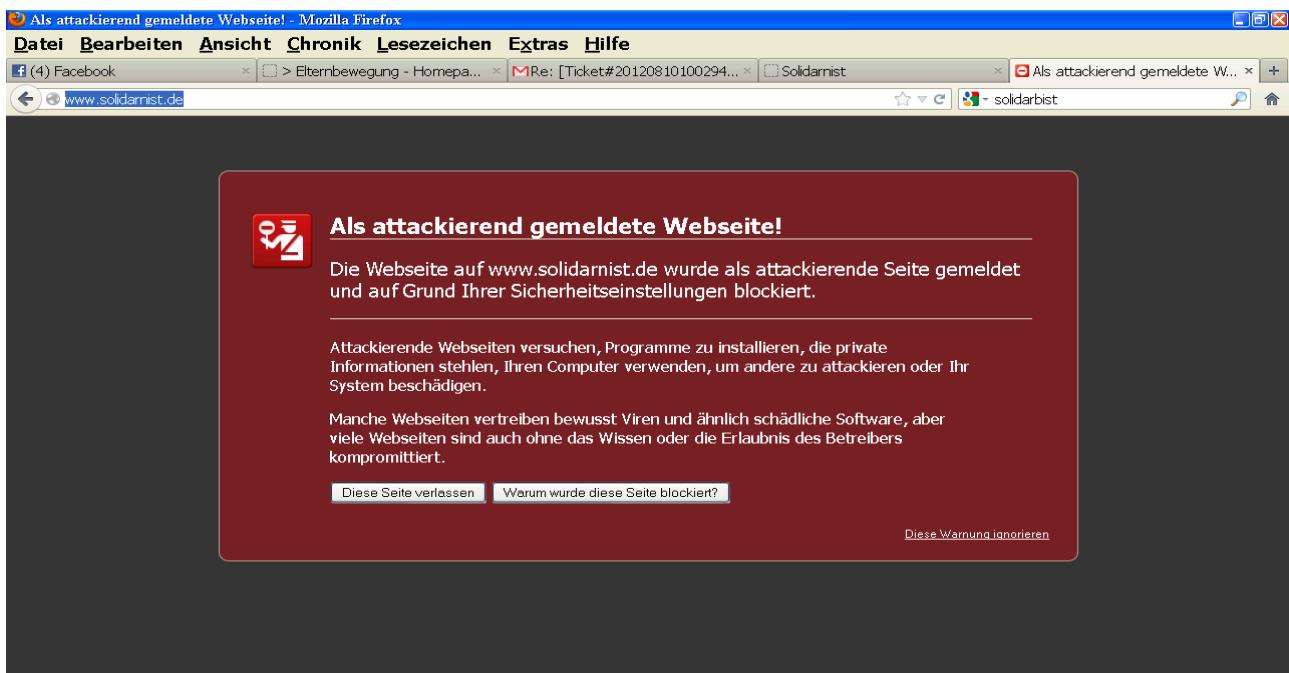 Als attackierend gemeldete Webseite! - Mozilla Firefox
Datei Bearbeiten Ansicht Chronik Lesezeichen Extras Hilfe
(4) Facebook > Elternbewegung - Homepa... Re: [Ticket#20120810100294... Solidarnist Als attackierend gemeldete W...
www.solidarnist.de solidarbist
Als attackierend gemeldete Webseite!
Die Webseite auf www.solidarnist.de wurde als attackierende Seite gemeldet
und auf Grund Ihrer Sicherheitseinstellungen blockiert.
Attackierende Webseiten versuchen, Programme zu installieren, die private
Informationen stehlen, Ihren Computer verwenden, um andere zu attackieren oder Ihr
System beschädigen.
Manche Webseiten vertreiben bewusst Viren und ähnlich schädliche Software, aber
viele Webseiten sind auch ohne das Wissen oder die Erlaubnis des Betreibers
kompromittiert.
Diese Seite verlassen Warum wurde diese Seite blockiert?
Diese Warnung ignorieren